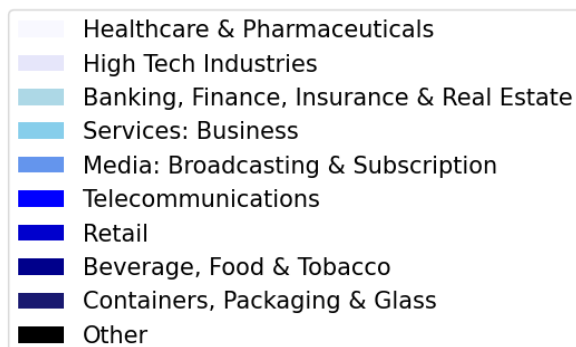 Healthcare & Pharmaceuticals
High Tech Industries
Banking, Finance, Insurance & Real Estate
Services: Business
Media: Broadcasting & Subscription
Telecommunications
Retail
Beverage, Food & Tobacco
Containers, Packaging & Glass
Other